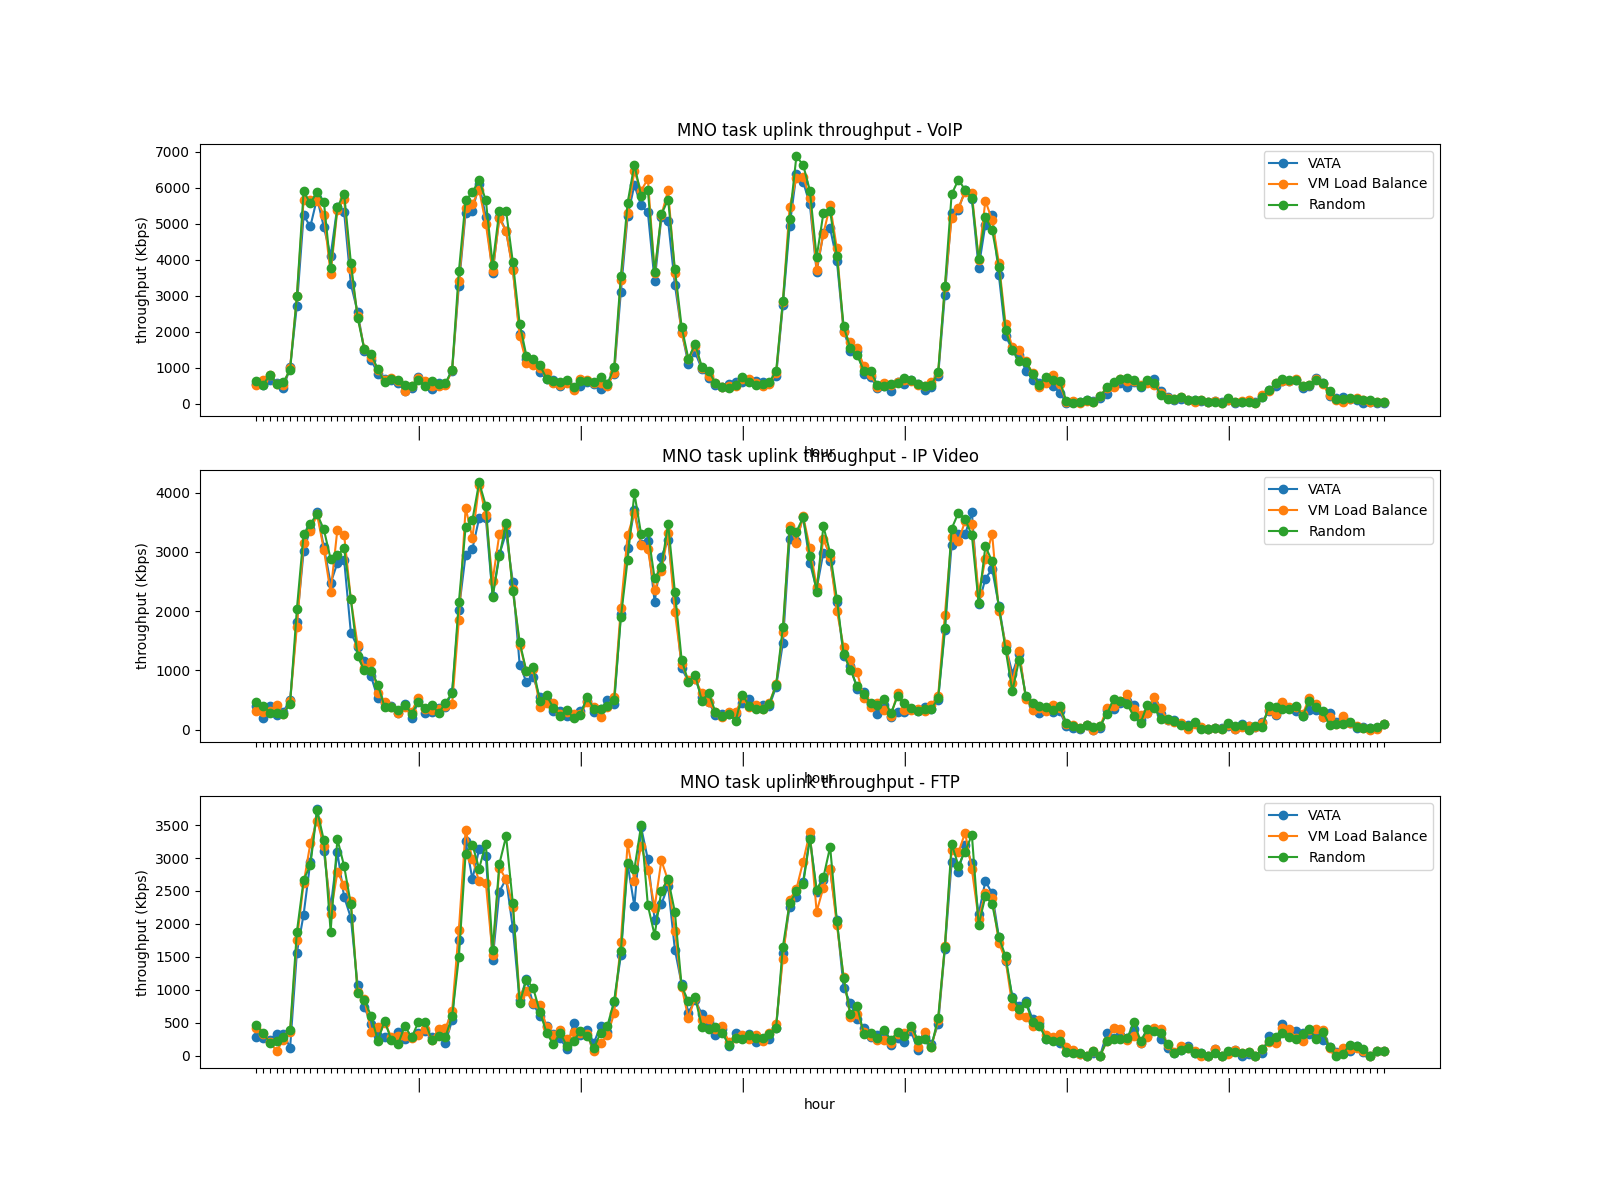 MNO task uplink throughput - VoIP
throughput (Kbps)
7000
6000
5000
4000
3000
2000
1000
0
VATA
VM Load Balance
Random
hour
MNO task uplink throughput - IP Video
throughput (Kbps)
4000
3000
2000
1000
0
VATA
VM Load Balance
Random
hour
MNO task uplink throughput - FTP
throughput (Kbps)
3500
3000
2500
2000
1500
1000
500
0
VATA
VM Load Balance
Random
hour